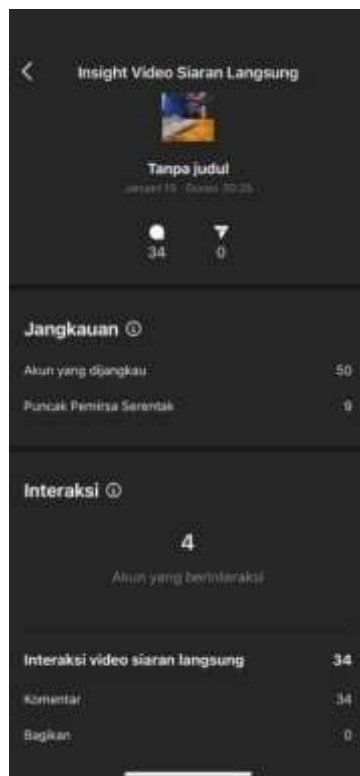 Insight Video Siaran Langsung
Tanpa judul
34 0
Jangkauan
Akun yang dijangkau 50
Puncak Pemirsa Serentak 9
Interaksi
4
Akun yang berinteraksi
Interaksi video siaran langsung 34
Komentar 34
Bagikan 0